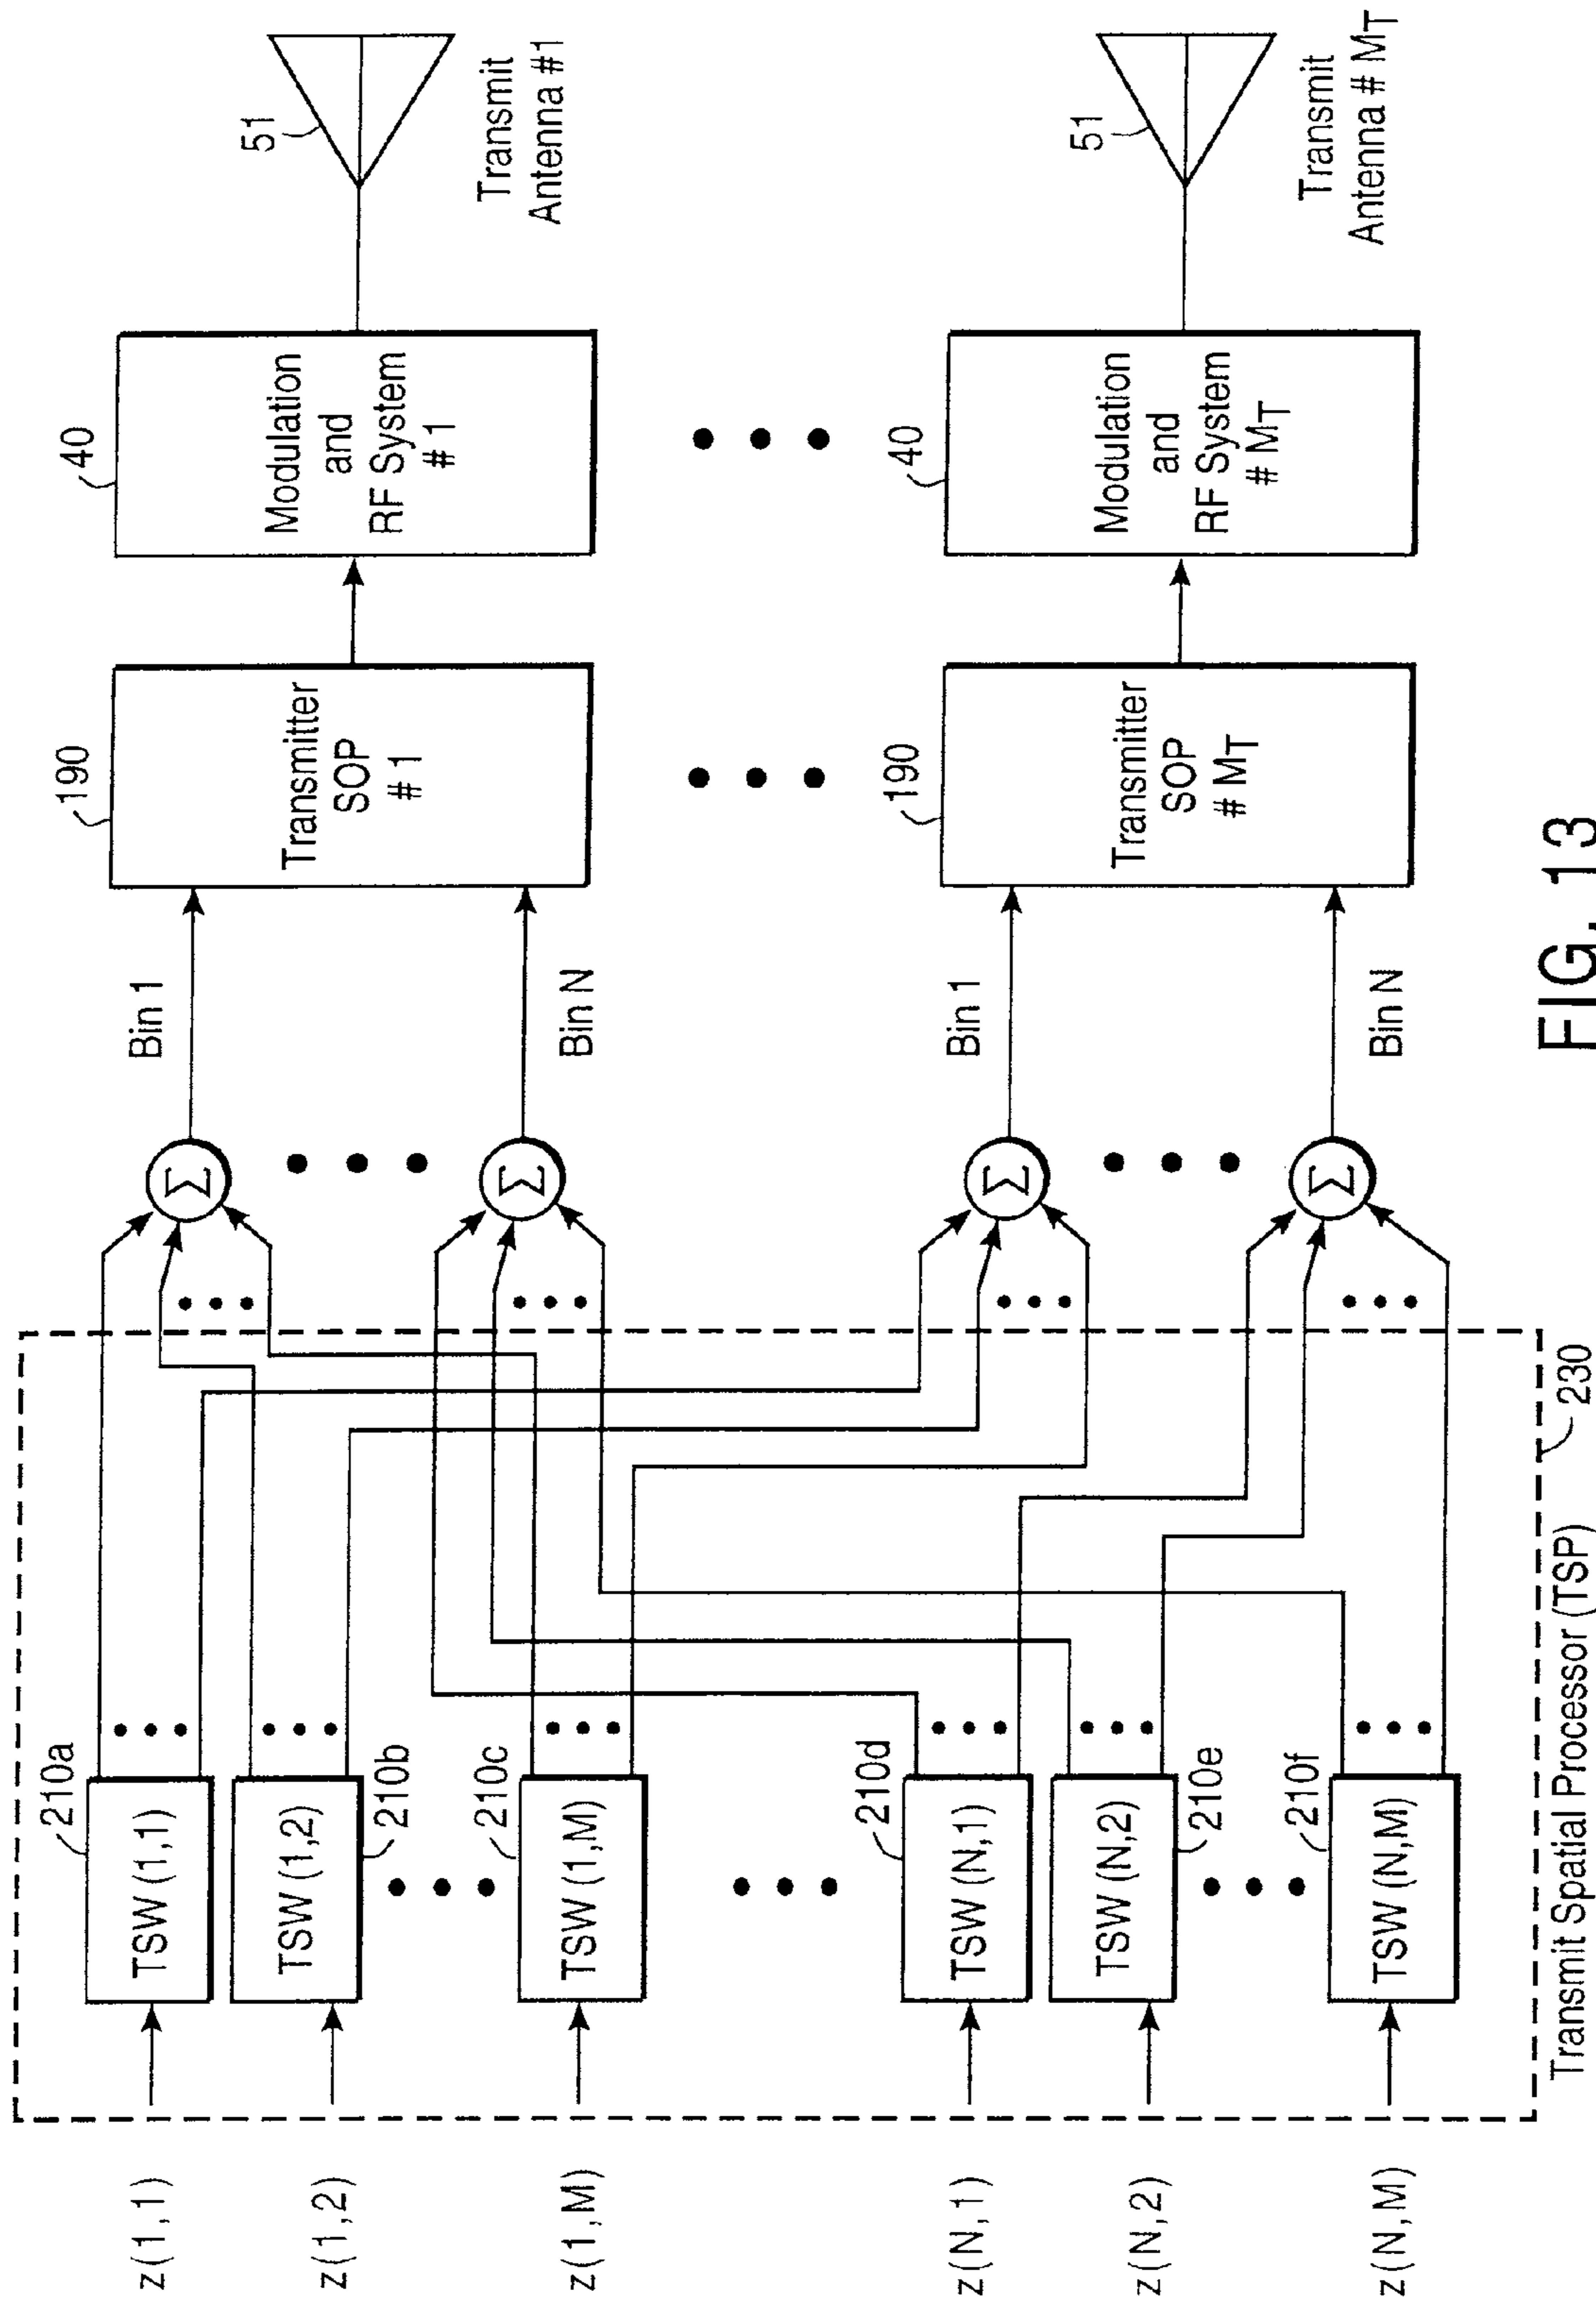 z(1,1)
z(1,2)
z(1,M)
z(N,1)
z(N,2)
z(N,M)
210a
TSW (1,1)
TSW (1,2)
210b
210c
TSW (1,M)
210d
TSW (N,1)
TSW (N,2)
210e
210f
TSW (N,M)
Transmit Spatial Processor (TSP)
230
Σ
Σ
Σ
Σ
Bin 1
Bin N
Bin 1
Bin N
190
Transmitter
SOP
# 1
190
Transmitter
SOP
# MT
40
Modulation
and
RF System
# 1
40
Modulation
and
RF System
# MT
51
Transmit
Antenna #1
51
Transmit
Antenna # MT
FIG. 13